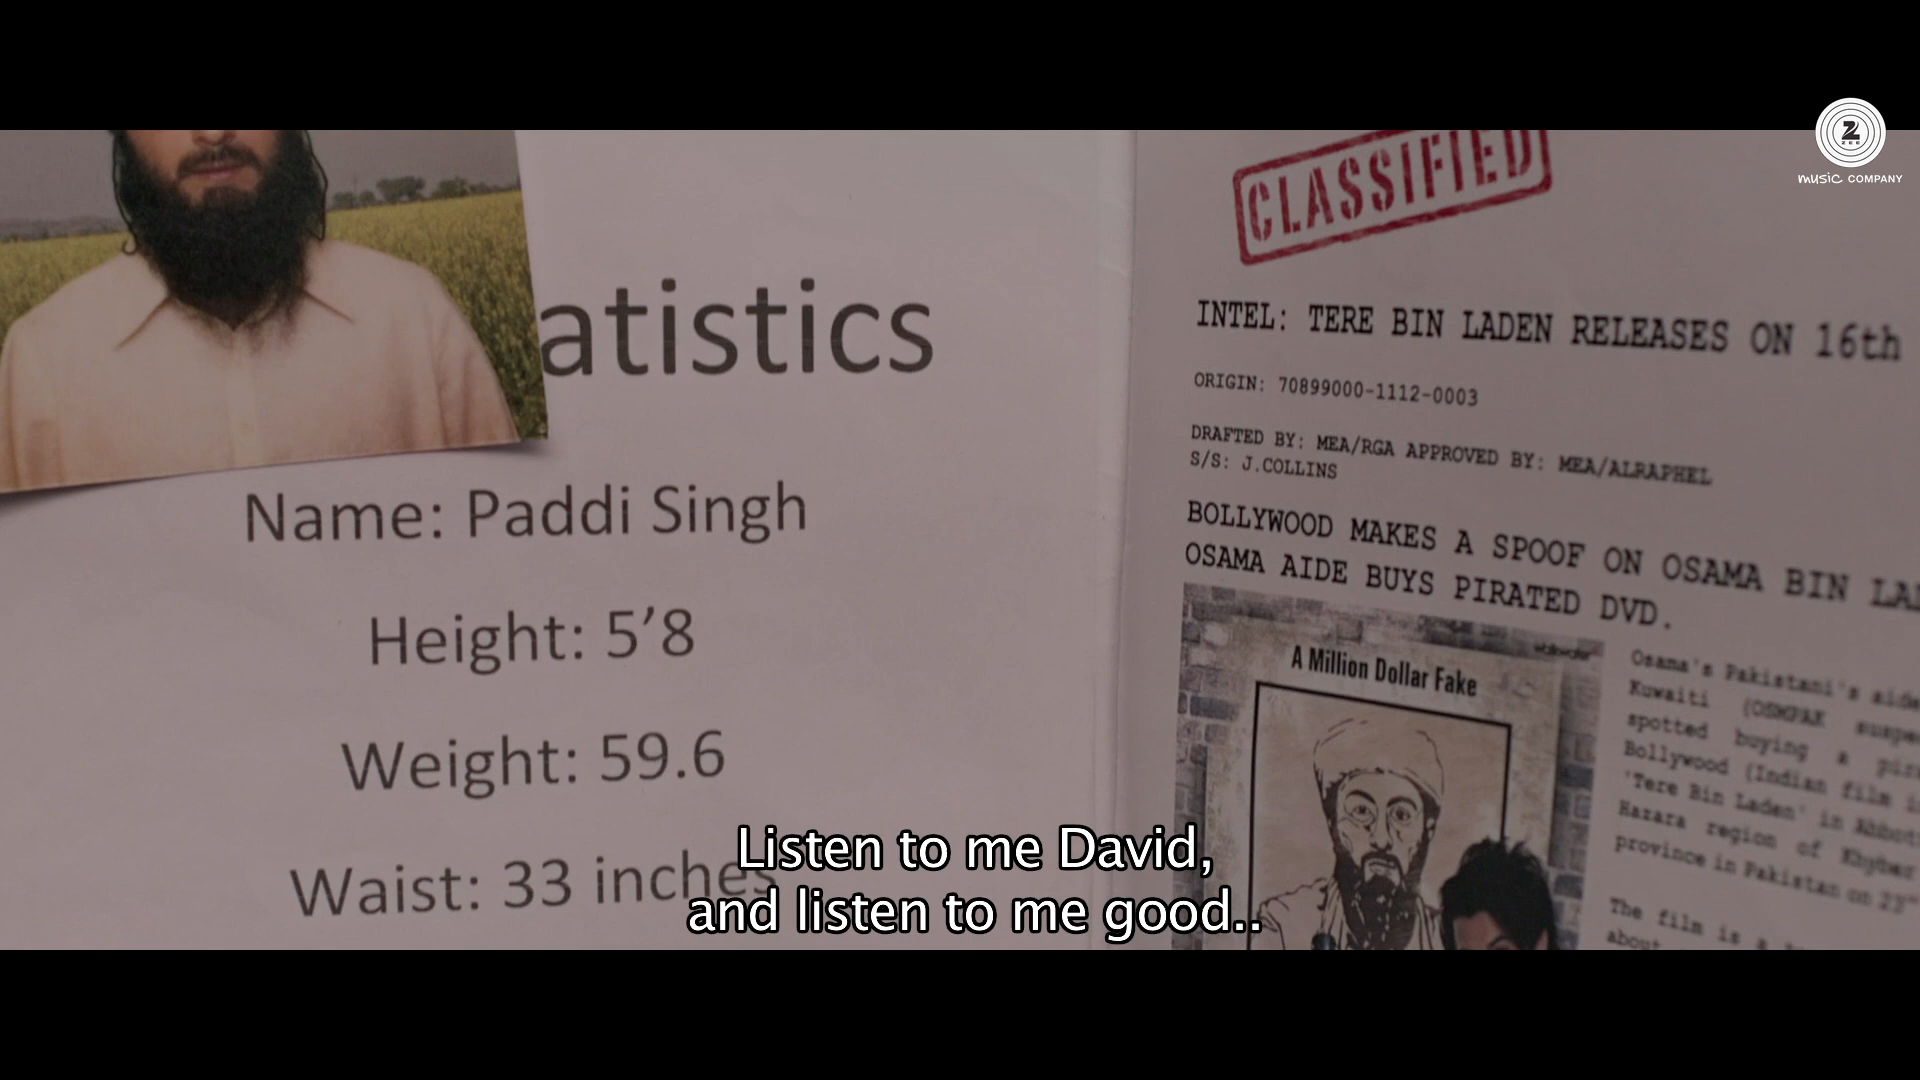 Z
ZEE
music COMPANY
atistics
Name: Paddi Singh
Height: 5’8
Weight: 59.6
Waist: 33 inches
CLASSIFIED
INTEL: TERE BIN LADEN RELEASES ON 16th
ORIGIN: 70899000-1112-0003
DRAFTED BY: MEA/RGA APPROVED BY: MEA/ALRAPHEL
S/S: J.COLLINS
BOLLYWOOD MAKES A SPOOF ON OSAMA BIN
OSAMA AIDE BUYS PIRATED DVD.
A Million Dollar Fake
Osama's Pakistani's aide
Kuwaiti
spotted buying a
Bollywood (Indian film
'Tere Bin Laden' in
Hazara region of Khyber
province in Pakistan on 23
The film is a
about
Listen to me David,
and listen to me good..